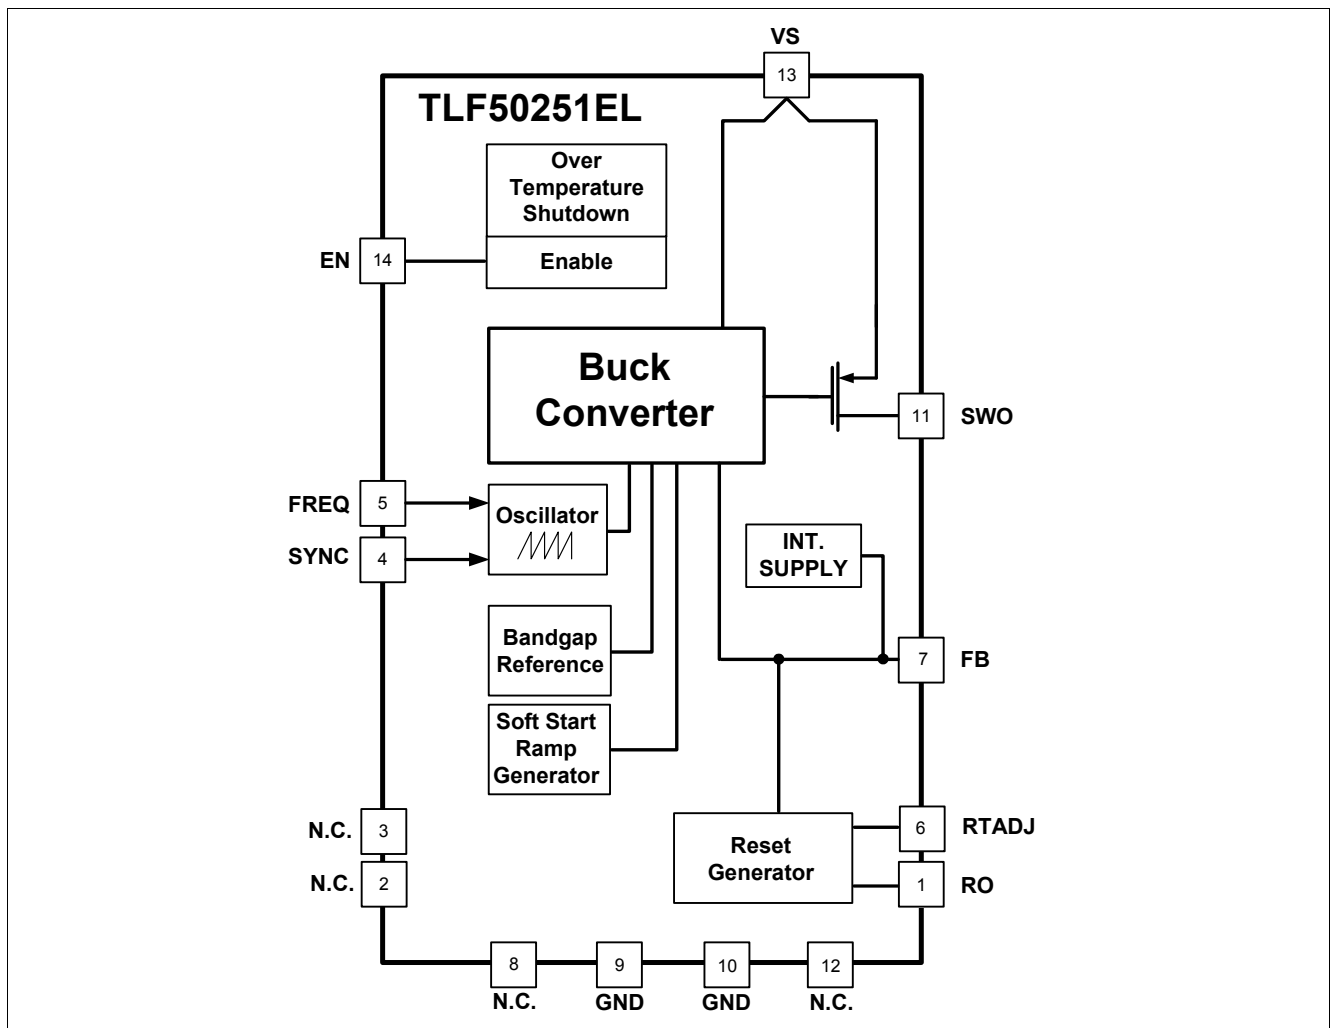 VS
13
TLF50251EL
Over
Temperature
Shutdown
EN
14
Enable
Buck
Converter
11
SWO
FREQ
5
Oscillator
SYNC
4
INT.
SUPPLY
Bandgap
Reference
7
FB
Soft Start
Ramp
Generator
N.C.
3
6
RTADJ
Reset
Generator
N.C.
2
1
RO
8
9
10
12
N.C.
GND
GND
N.C.